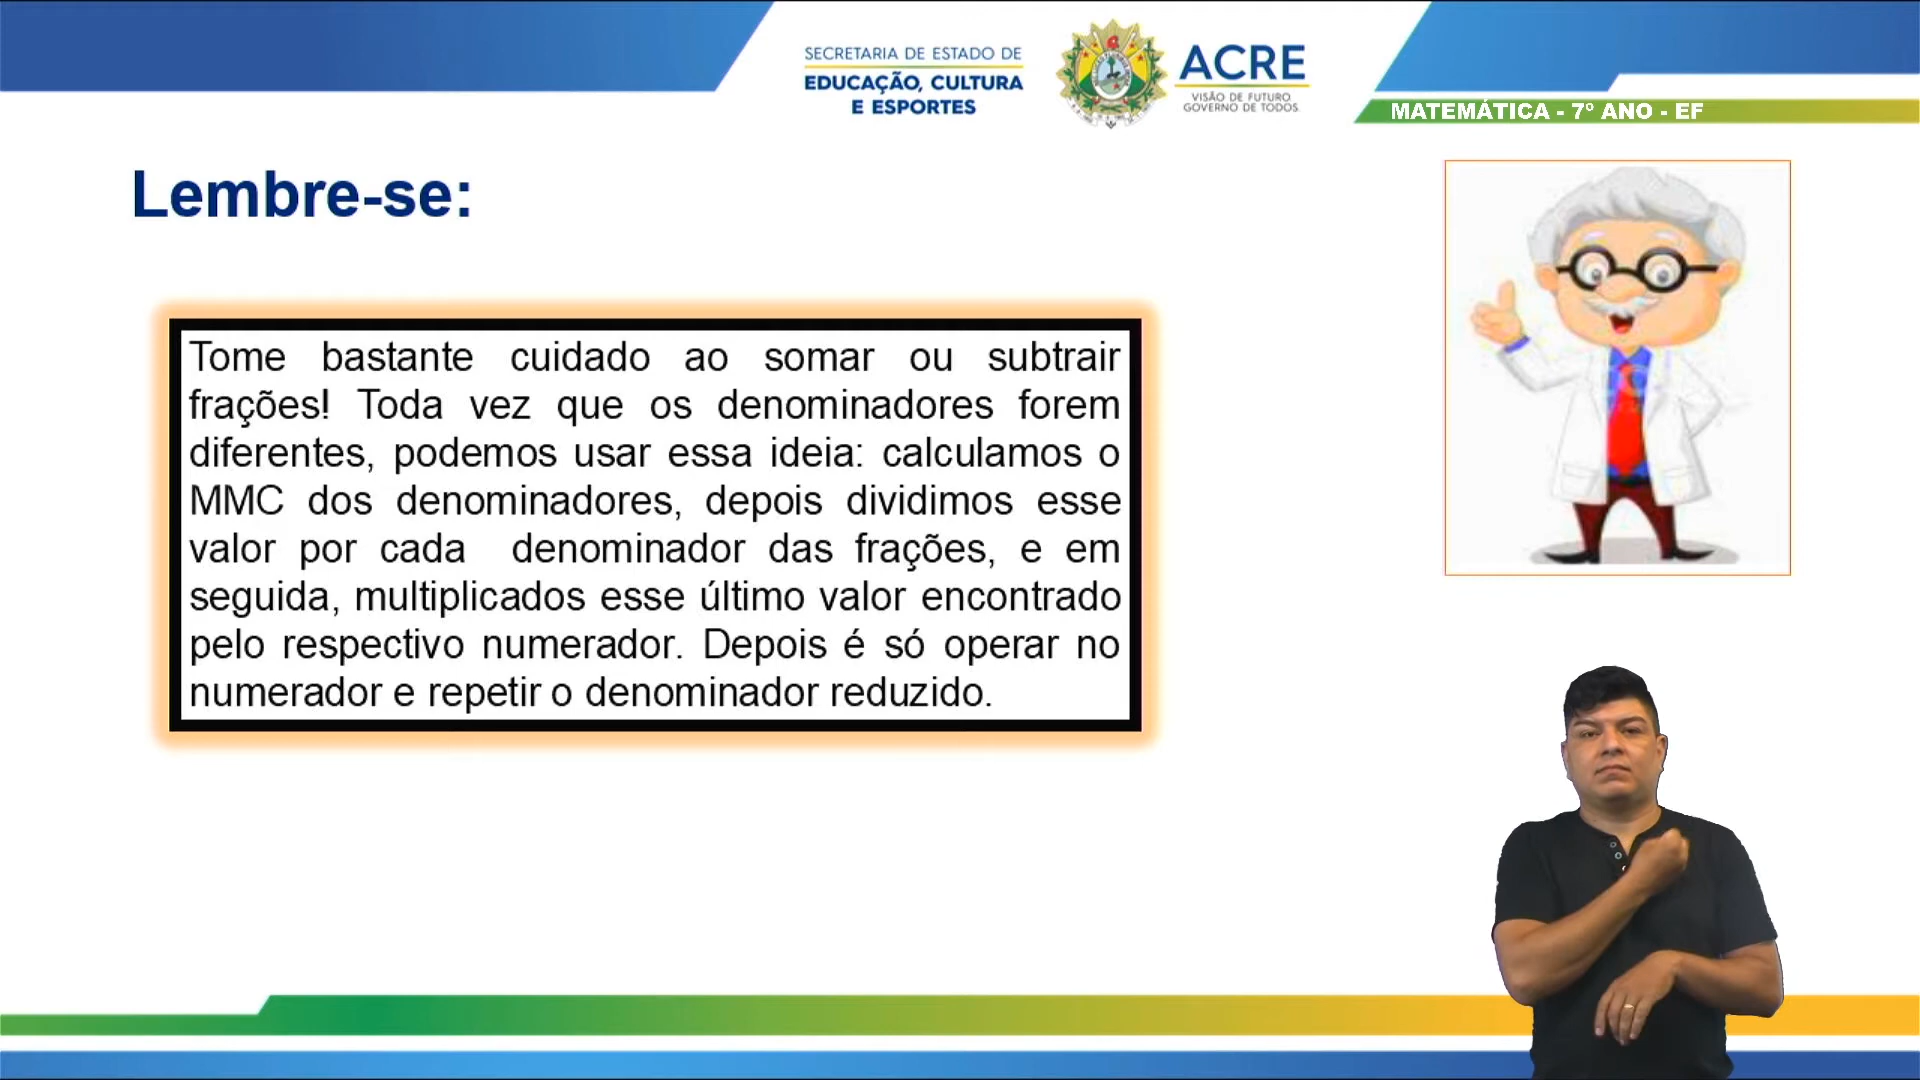 SECRETARIA DE ESTADO DE
EDUCAÇÃO, CULTURA
E ESPORTES
ACRE
VISÃO DE FUTURO
GOVERNO DE TODOS
MATEMÁTICA - 7º ANO - EF
Lembre-se:
Tome bastante cuidado ao somar ou subtrair
frações! Toda vez que os denominadores forem
diferentes, podemos usar essa ideia: calculamos o
MMC dos denominadores, depois dividimos esse
valor por cada denominador das frações, e em
seguida, multiplicados esse último valor encontrado
pelo respectivo numerador. Depois é só operar no
numerador e repetir o denominador reduzido.